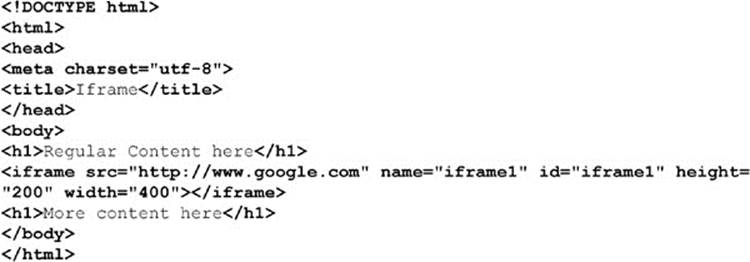 <!DOCTYPE html>
<html>
<head>
<meta charset="utf-8">
<title>Iframe</title>
</head>
<body>
<h1>Regular Content here</h1>
<iframe src="http://www.google.com" name="iframe1" id="iframe1" height=
"200" width="400"></iframe>
<h1>More content here</h1>
</body>
</html>